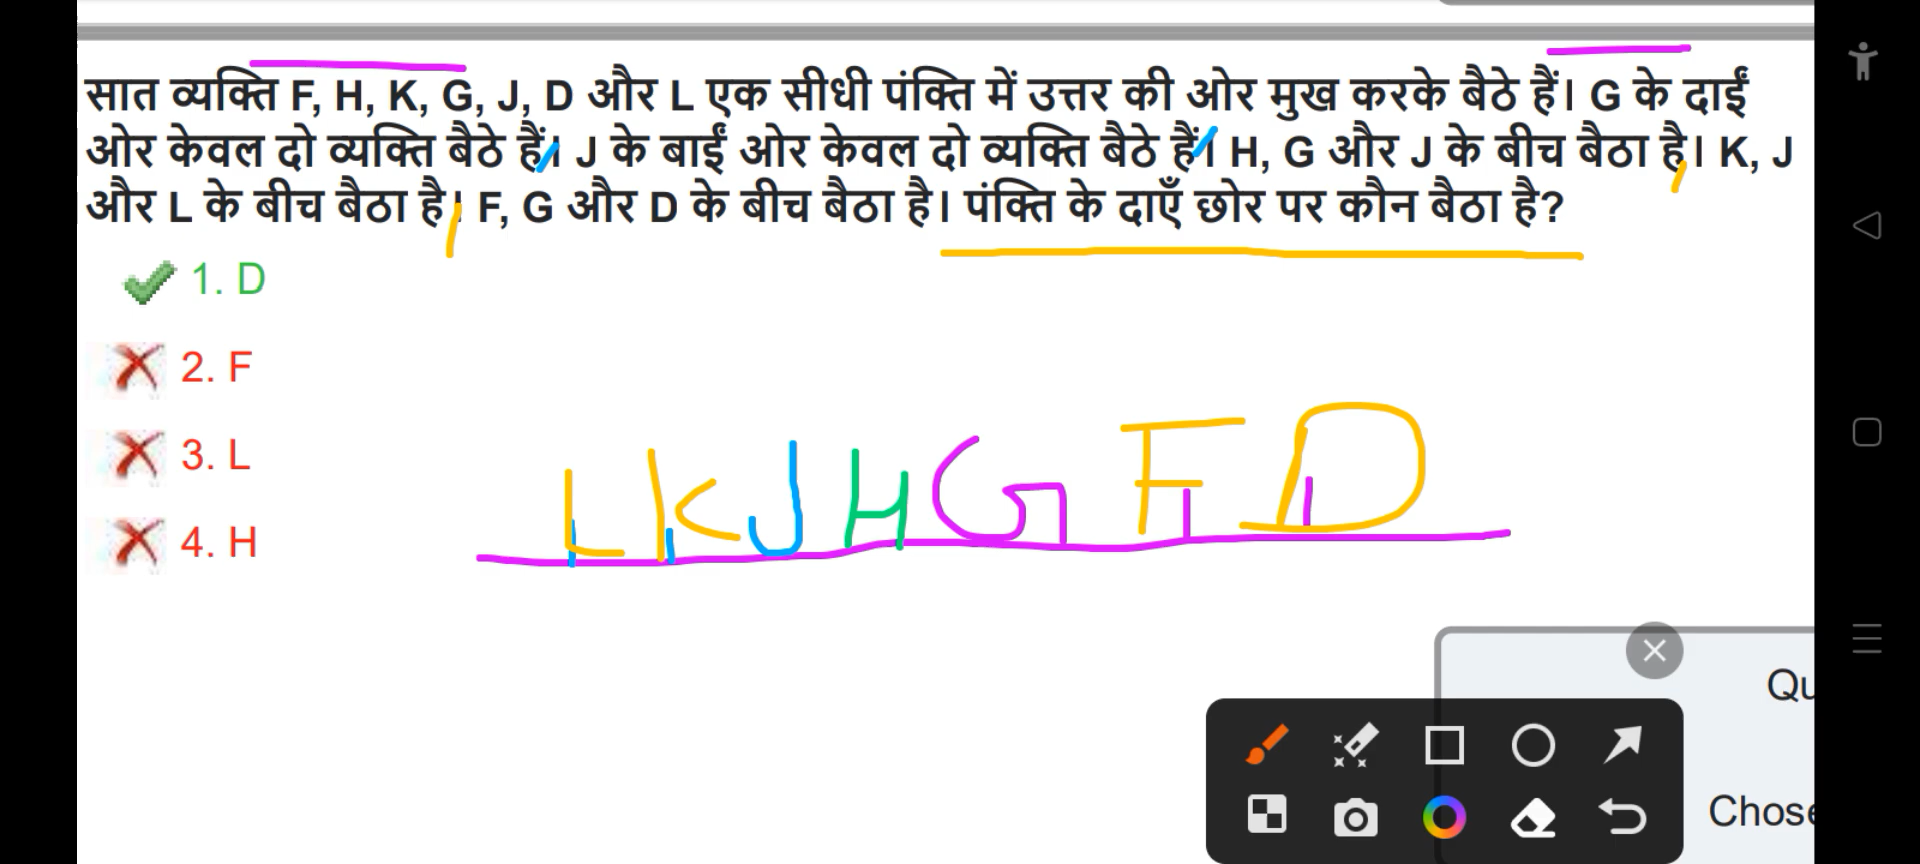 सात व्यक्ति F, H, K, G, J, D और L एक सीधी पंक्ति में उत्तर की ओर मुख करके बैठे हैं। G के दाईं
ओर केवल दो व्यक्ति बैठे हैं। J के बाईं ओर केवल दो व्यक्ति बैठे हैं। H, G और J के बीच बैठा है। K, J
और L के बीच बैठा है। F, G और D के बीच बैठा है। पंक्ति के दाएँ छोर पर कौन बैठा है?
1. D
2. F
3. L
4. H
L K J H G F D
Qu
Chose